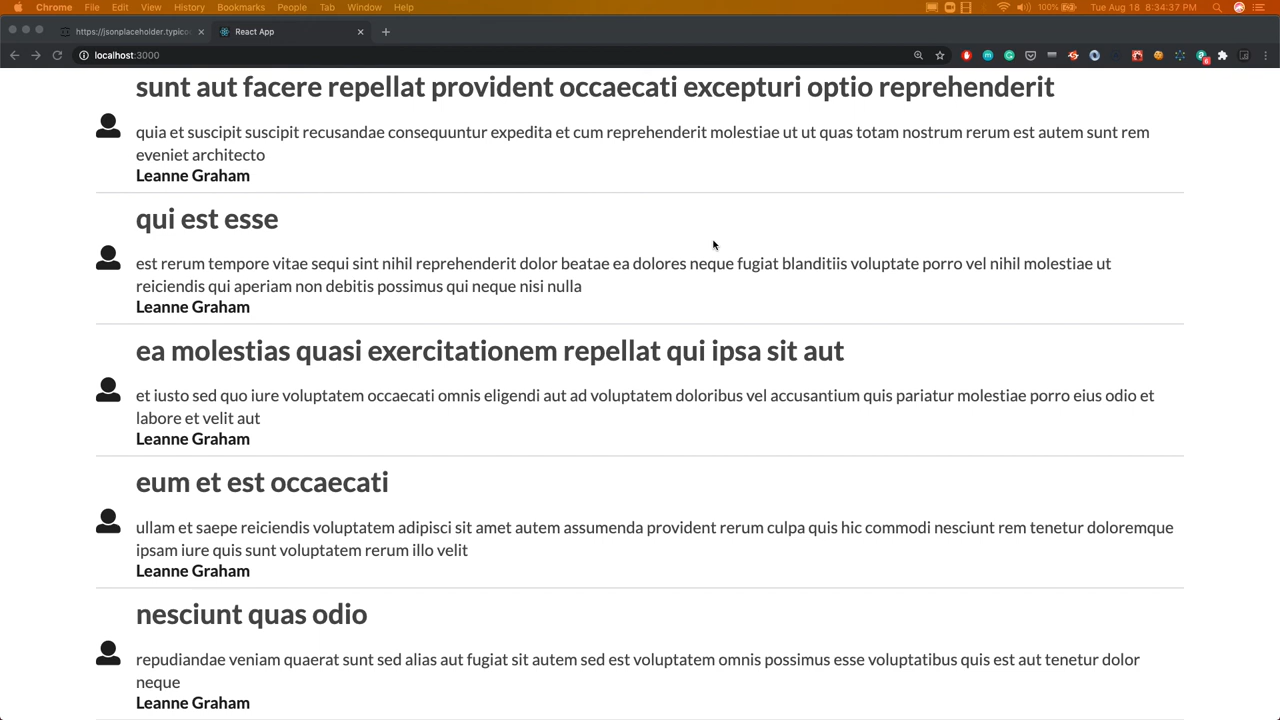 Chrome File Edit View History Bookmarks People Tab Window Help 100% Tue Aug 18 8:34:37 PM
https://jsonplaceholder.typico React App
localhost:3000
sunt aut facere repellat provident occaecati excepturi optio reprehenderit
quia et suscipit suscipit recusandae consequuntur expedita et cum reprehenderit molestiae ut ut quas totam nostrum rerum est autem sunt rem
eveniet architecto
Leanne Graham
qui est esse
est rerum tempore vitae sequi sint nihil reprehenderit dolor beatae ea dolores neque fugiat blanditiis voluptate porro vel nihil molestiae ut
reiciendis qui aperiam non debitis possimus qui neque nisi nulla
Leanne Graham
ea molestias quasi exercitationem repellat qui ipsa sit aut
et iusto sed quo iure voluptatem occaecati omnis eligendi aut ad voluptatem doloribus vel accusantium quis pariatur molestiae porro eius odio et
labore et velit aut
Leanne Graham
eum et est occaecati
ullam et saepe reiciendis voluptatem adipisci sit amet autem assumenda provident rerum culpa quis hic commodi nesciunt rem tenetur doloremque
ipsam iure quis sunt voluptatem rerum illo velit
Leanne Graham
nesciunt quas odio
repudiandae veniam quaerat sunt sed alias aut fugiat sit autem sed est voluptatem omnis possimus esse voluptatibus quis est aut tenetur dolor
neque
Leanne Graham